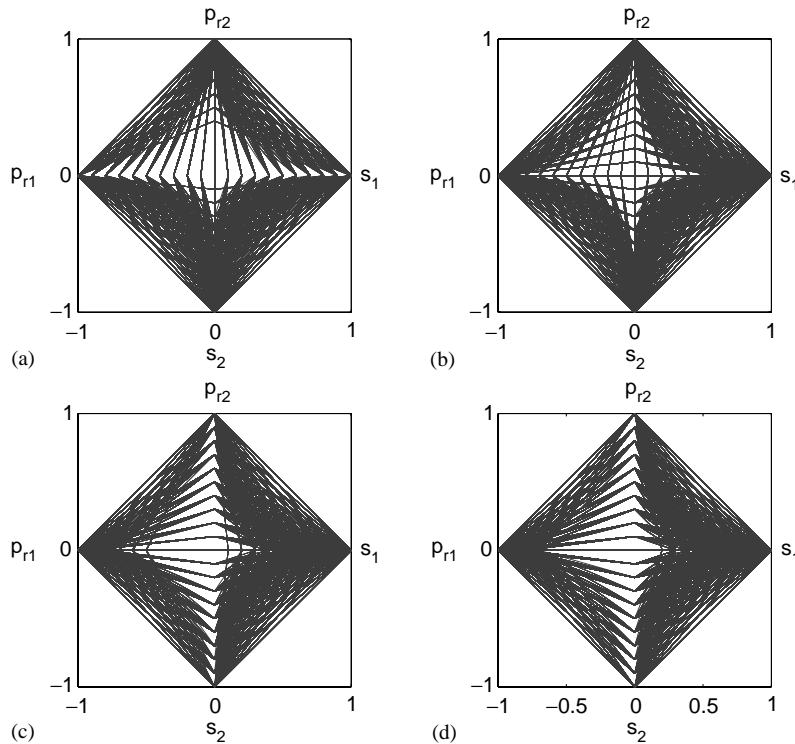 p_r2
p_r2
1
1
p_r1 0 s_1
p_r1 0 s_1
−1
−1
−1 0 1
−1 0 1
(a) s_2
(b) s_2
p_r2
p_r2
1
1
p_r1 0 s_1
p_r1 0
−1
−1
−1 0 1
−1 −0.5 0 0.5 1
(c) s_2
(d) s_2